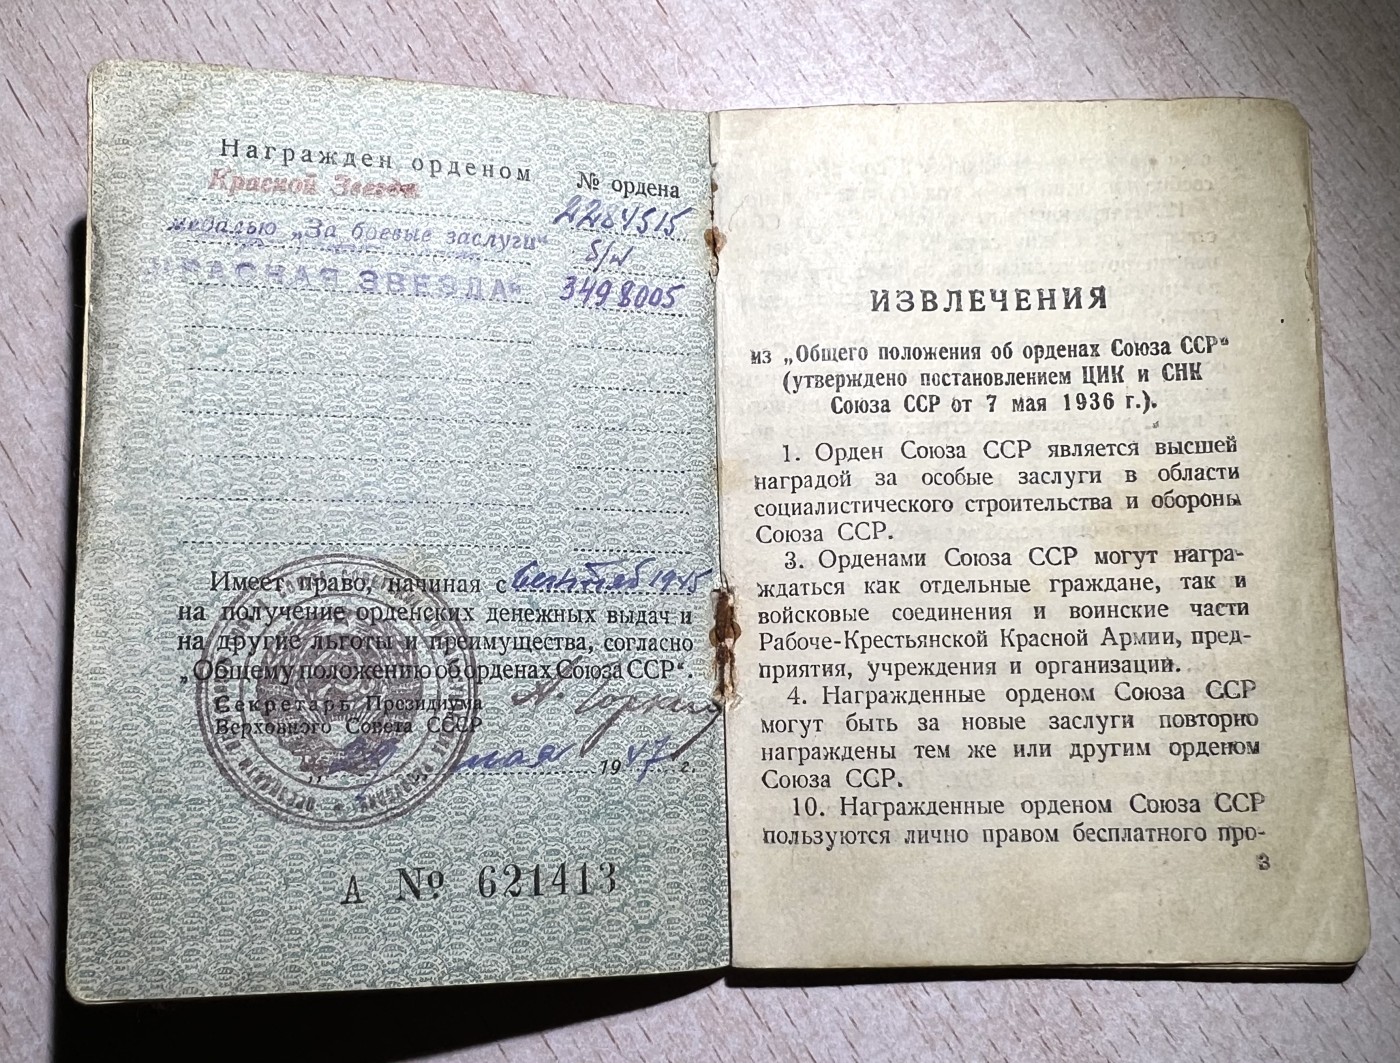 Награжден орденом
№ ордена
Красной Звезды
2284515
медалью „За боевые заслуги“
б/н
„КРАСНАЯ ЗВЕЗДА“
3498005
Имеет право, начиная с 1945
на получение орденских денежных выдач и
на другие льготы и преимущества, согласно
„Общему положению об орденах Союза ССР“.
Секретарь Президиума
Верховного Совета СССР
„29“ мая 1947 г.
А № 621413
ИЗВЛЕЧЕНИЯ
из „Общего положения об орденах Союза ССР“
(утверждено постановлением ЦИК и СНК
Союза ССР от 7 мая 1936 г.).
1. Орден Союза ССР является высшей
наградой за особые заслуги в области
социалистического строительства и обороны
Союза ССР.
3. Орденами Союза ССР могут награ-
ждаться как отдельные граждане, так и
войсковые соединения и воинские части
Рабоче-Крестьянской Красной Армии, пред-
приятия, учреждения и организации.
4. Награжденные орденом Союза ССР
могут быть за новые заслуги повторно
награждены тем же или другим орденом
Союза ССР.
10. Награжденные орденом Союза ССР
пользуются лично правом бесплатного про-
3